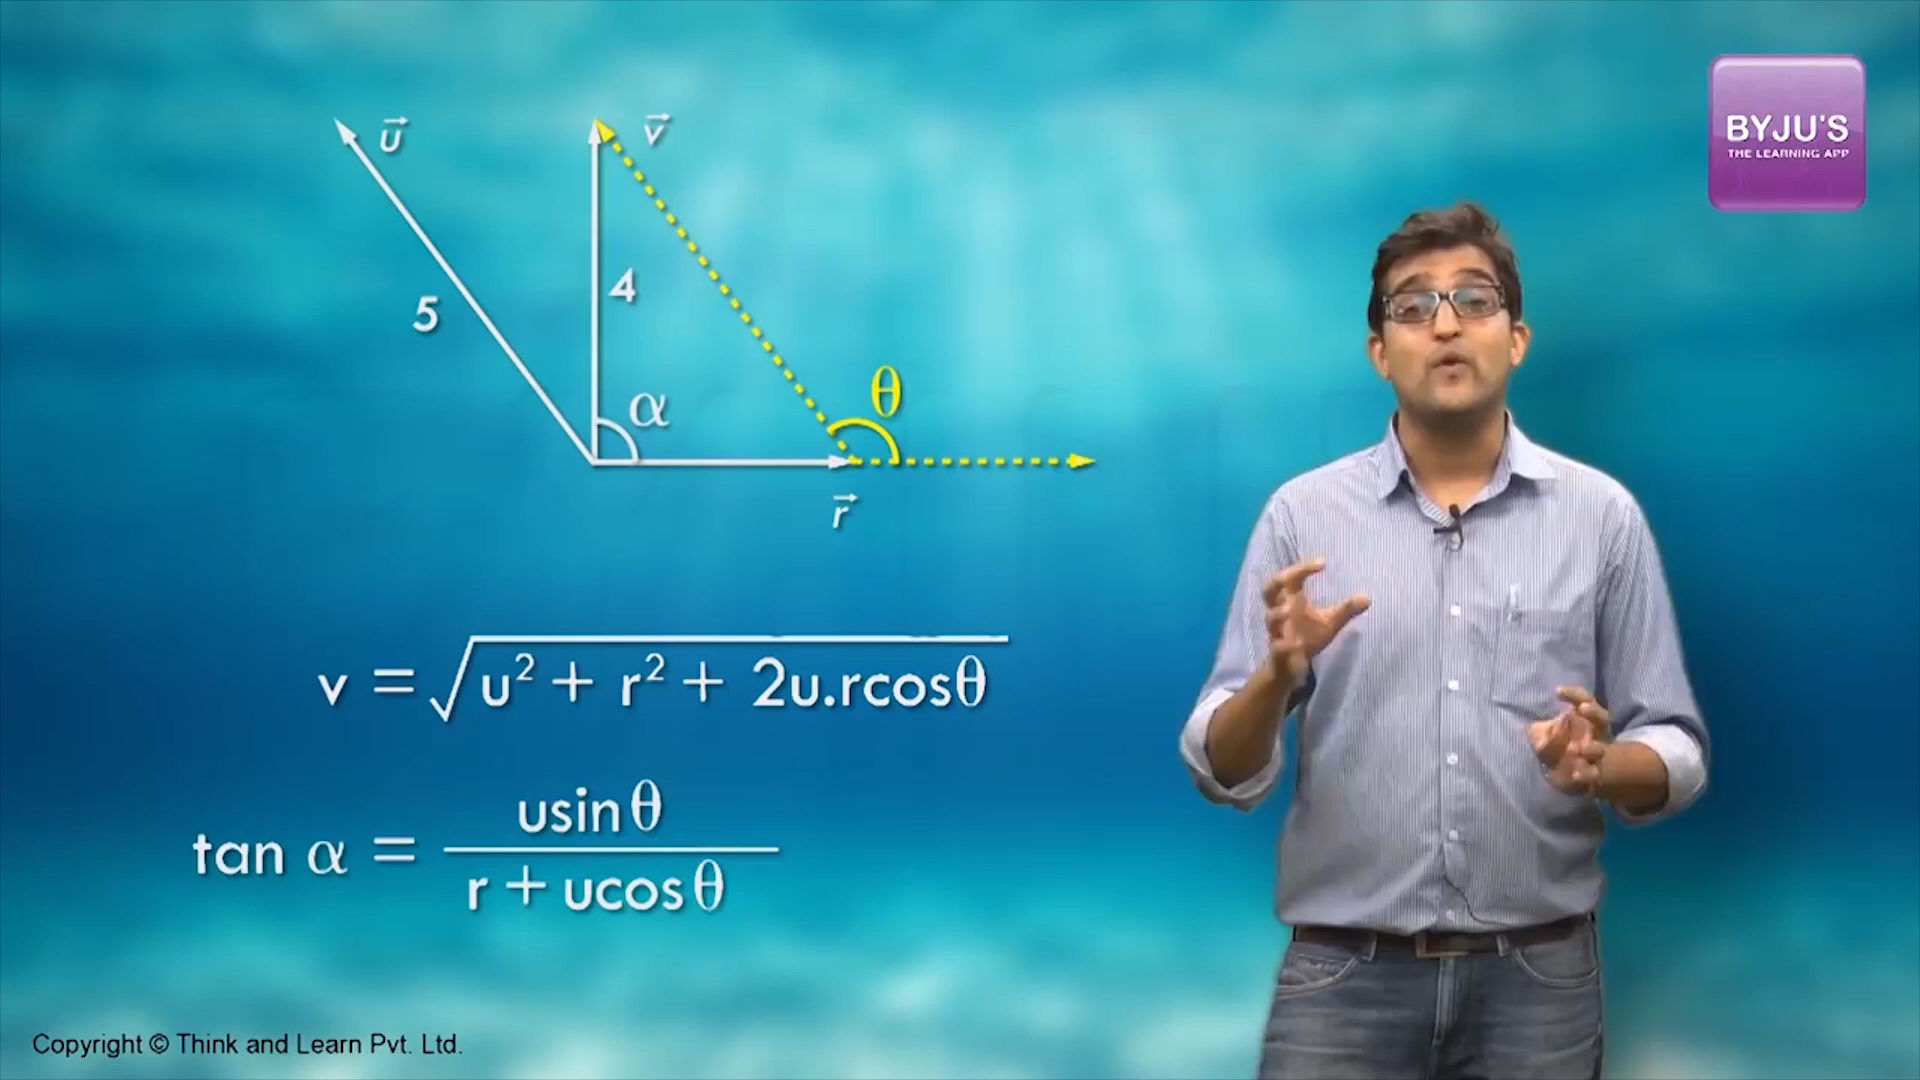 BYJU'S
THE LEARNING APP
u⃗
v⃗
5
4
α
θ
r⃗
v = √u² + r² + 2u.rcosθ
tan α = usinθ
r + ucosθ
Copyright © Think and Learn Pvt. Ltd.